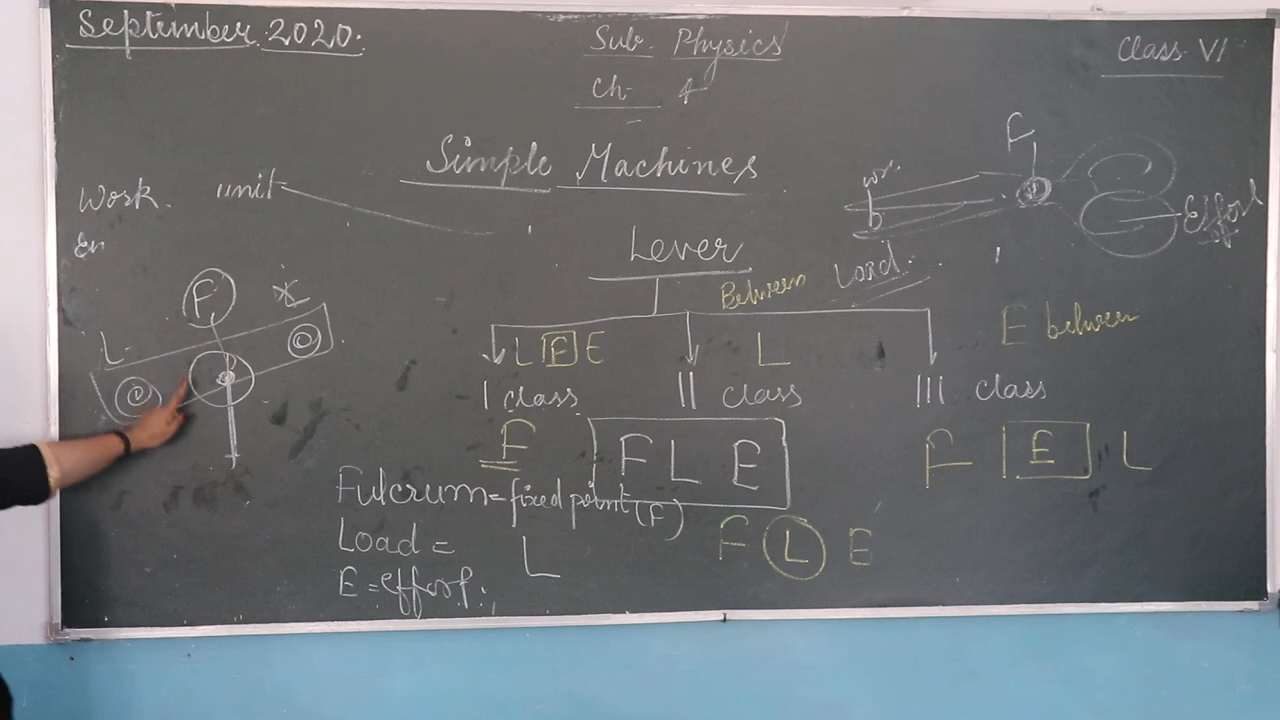 September 2020.
Sub. Physics
Class VI
Ch 4
Simple Machines
Work. unit
En
Lever
F
Effort
Load.
F
L
Between
L F E
L
E between
I class
II class
III class
F
F L E
F E L
Fulcrum = fixed point (F)
Load = L
F L E
E = effort.